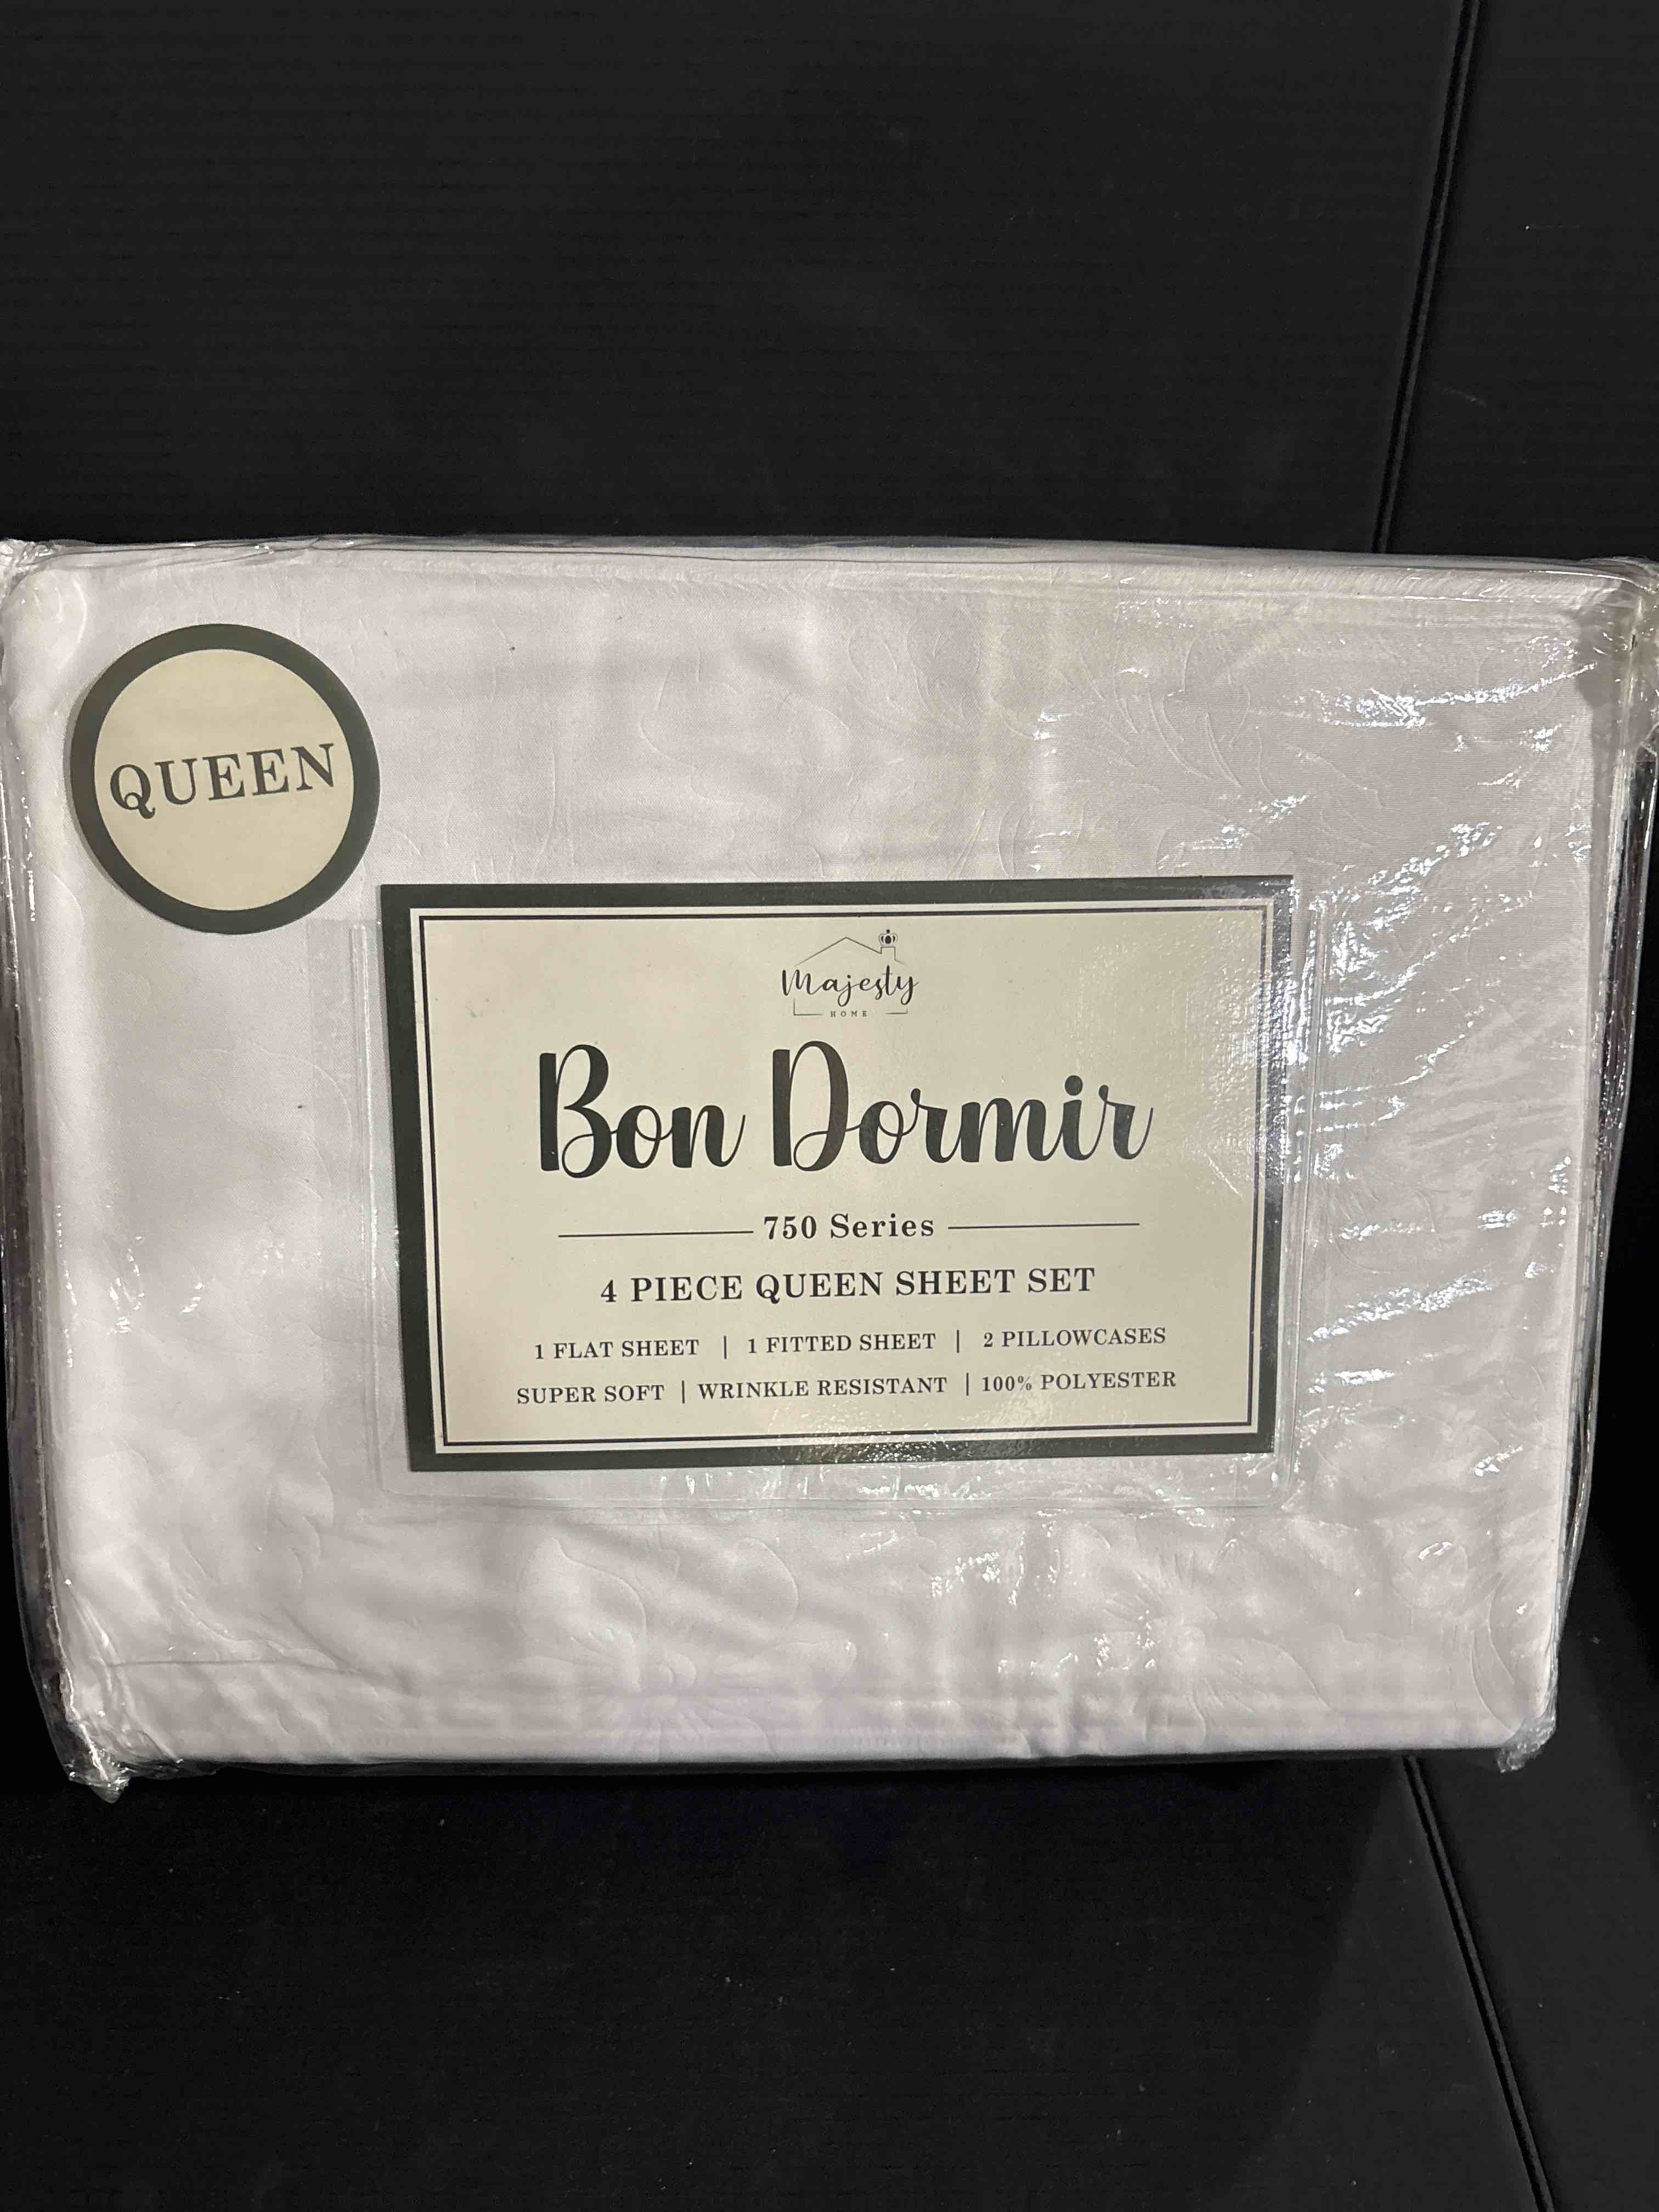 QUEEN
Majesty
HOME
Bon Dormir
750 Series
4 PIECE QUEEN SHEET SET
1 FLAT SHEET | 1 FITTED SHEET | 2 PILLOWCASES
SUPER SOFT | WRINKLE RESISTANT | 100% POLYESTER